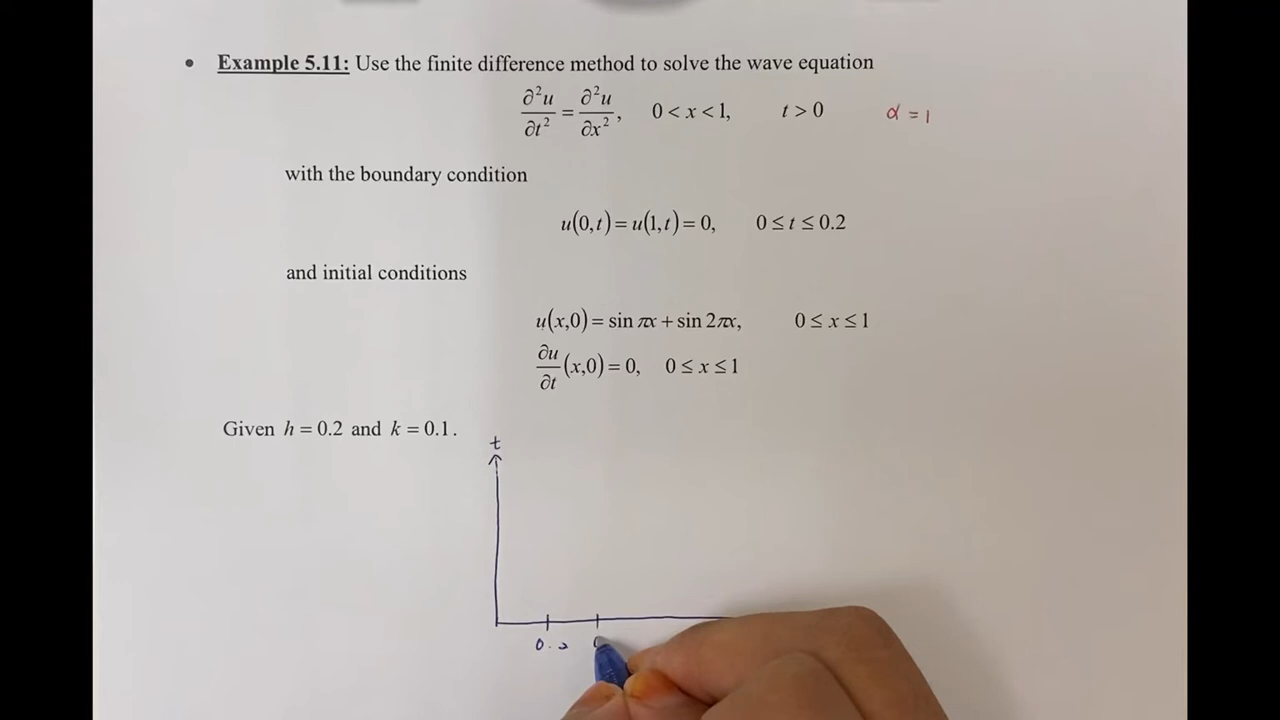 • Example 5.11: Use the finite difference method to solve the wave equation
∂²u/∂t² = ∂²u/∂x², 0 < x < 1, t > 0 α = 1
with the boundary condition
u(0,t) = u(1,t) = 0, 0 ≤ t ≤ 0.2
and initial conditions
u(x,0) = sin πx + sin 2πx, 0 ≤ x ≤ 1
∂u/∂t (x,0) = 0, 0 ≤ x ≤ 1
Given h = 0.2 and k = 0.1.
t
0.2